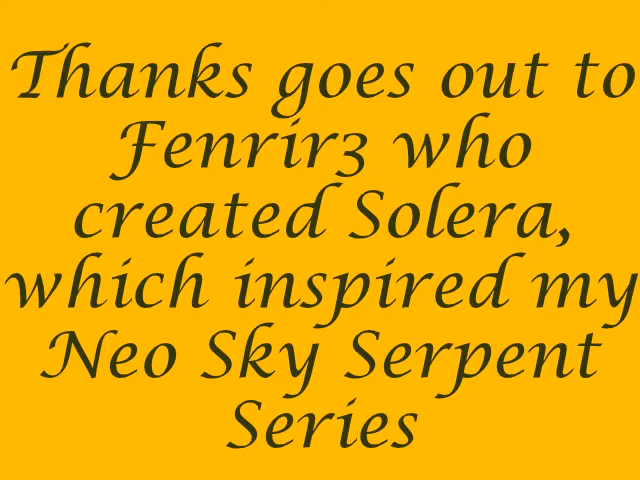 Thanks goes out to
Fenrir3 who
created Solera,
which inspired my
Neo Sky Serpent
Series